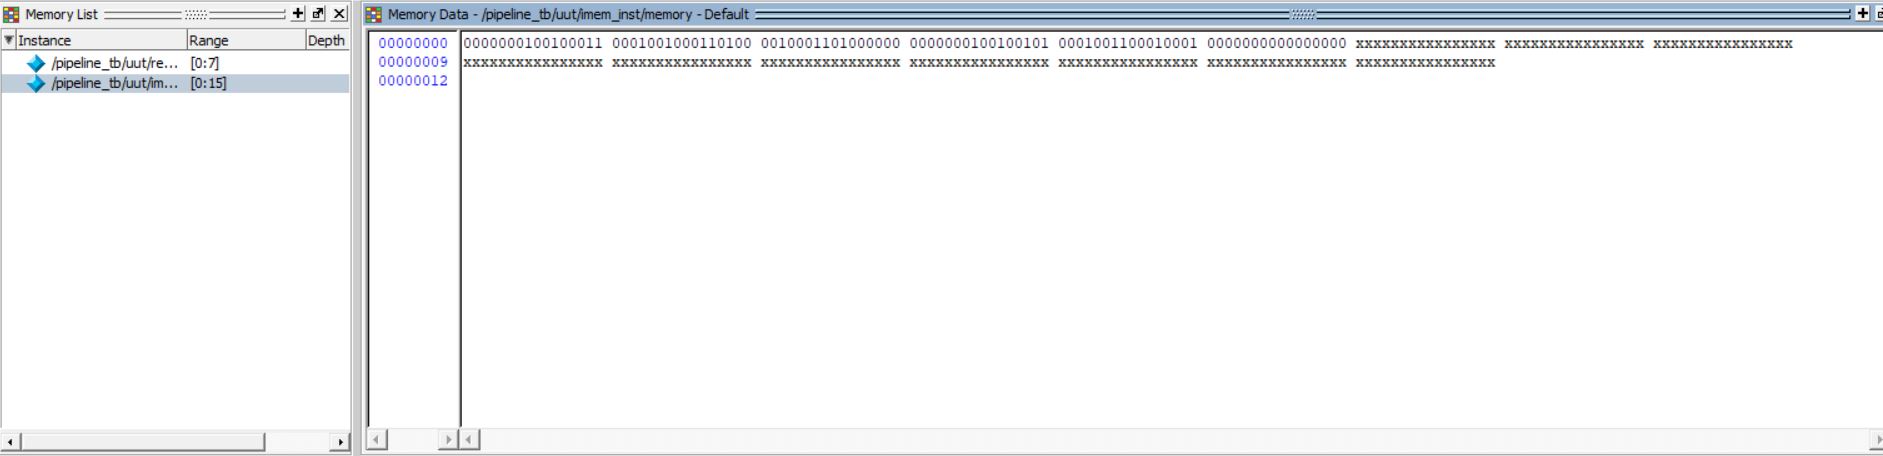 Memory List
Instance Range Depth
/pipeline_tb/uut/re... [0:7]
/pipeline_tb/uut/im... [0:15]
Memory Data - /pipeline_tb/uut/imem_inst/memory - Default
00000000 0000000100100011 0001001000110100 0010001101000000 0000000100100101 0001001100010001 0000000000000000 xxxxxxxxxxxxxxxx xxxxxxxxxxxxxxxx xxxxxxxxxxxxxxxx
00000009 xxxxxxxxxxxxxxxx xxxxxxxxxxxxxxxx xxxxxxxxxxxxxxxx xxxxxxxxxxxxxxxx xxxxxxxxxxxxxxxx xxxxxxxxxxxxxxxx xxxxxxxxxxxxxxxx
00000012